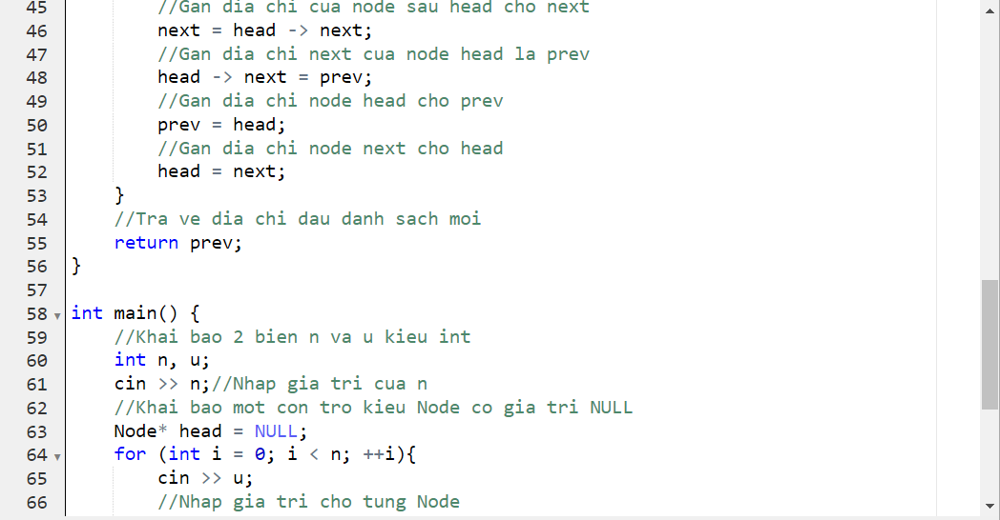 45 //Gan dia chi cua node sau head cho next
46 next = head -> next;
47 //Gan dia chi next cua node head la prev
48 head -> next = prev;
49 //Gan dia chi node head cho prev
50 prev = head;
51 //Gan dia chi node next cho head
52 head = next;
53 }
54 //Tra ve dia chi dau danh sach moi
55 return prev;
56 }
57
58 int main() {
59 //Khai bao 2 bien n va u kieu int
60 int n, u;
61 cin >> n;//Nhap gia tri cua n
62 //Khai bao mot con tro kieu Node co gia tri NULL
63 Node* head = NULL;
64 for (int i = 0; i < n; ++i){
65 cin >> u;
66 //Nhap gia tri cho tung Node